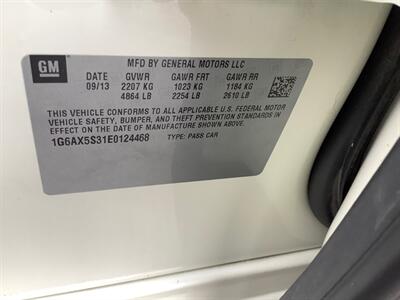 GM
MFD BY GENERAL MOTORS LLC
DATE GVWR GAWR FRT GAWR RR
09/13 2207 KG 1023 KG 1184 KG
4864 LB 2254 LB 2610 LB
THIS VEHICLE CONFORMS TO ALL APPLICABLE U.S. FEDERAL MOTOR
VEHICLE SAFETY, BUMPER, AND THEFT PREVENTION STANDARDS
IN EFFECT ON THE DATE OF MANUFACTURE SHOWN ABOVE.
1G6AX5S31E0124468 TYPE: PASS CAR